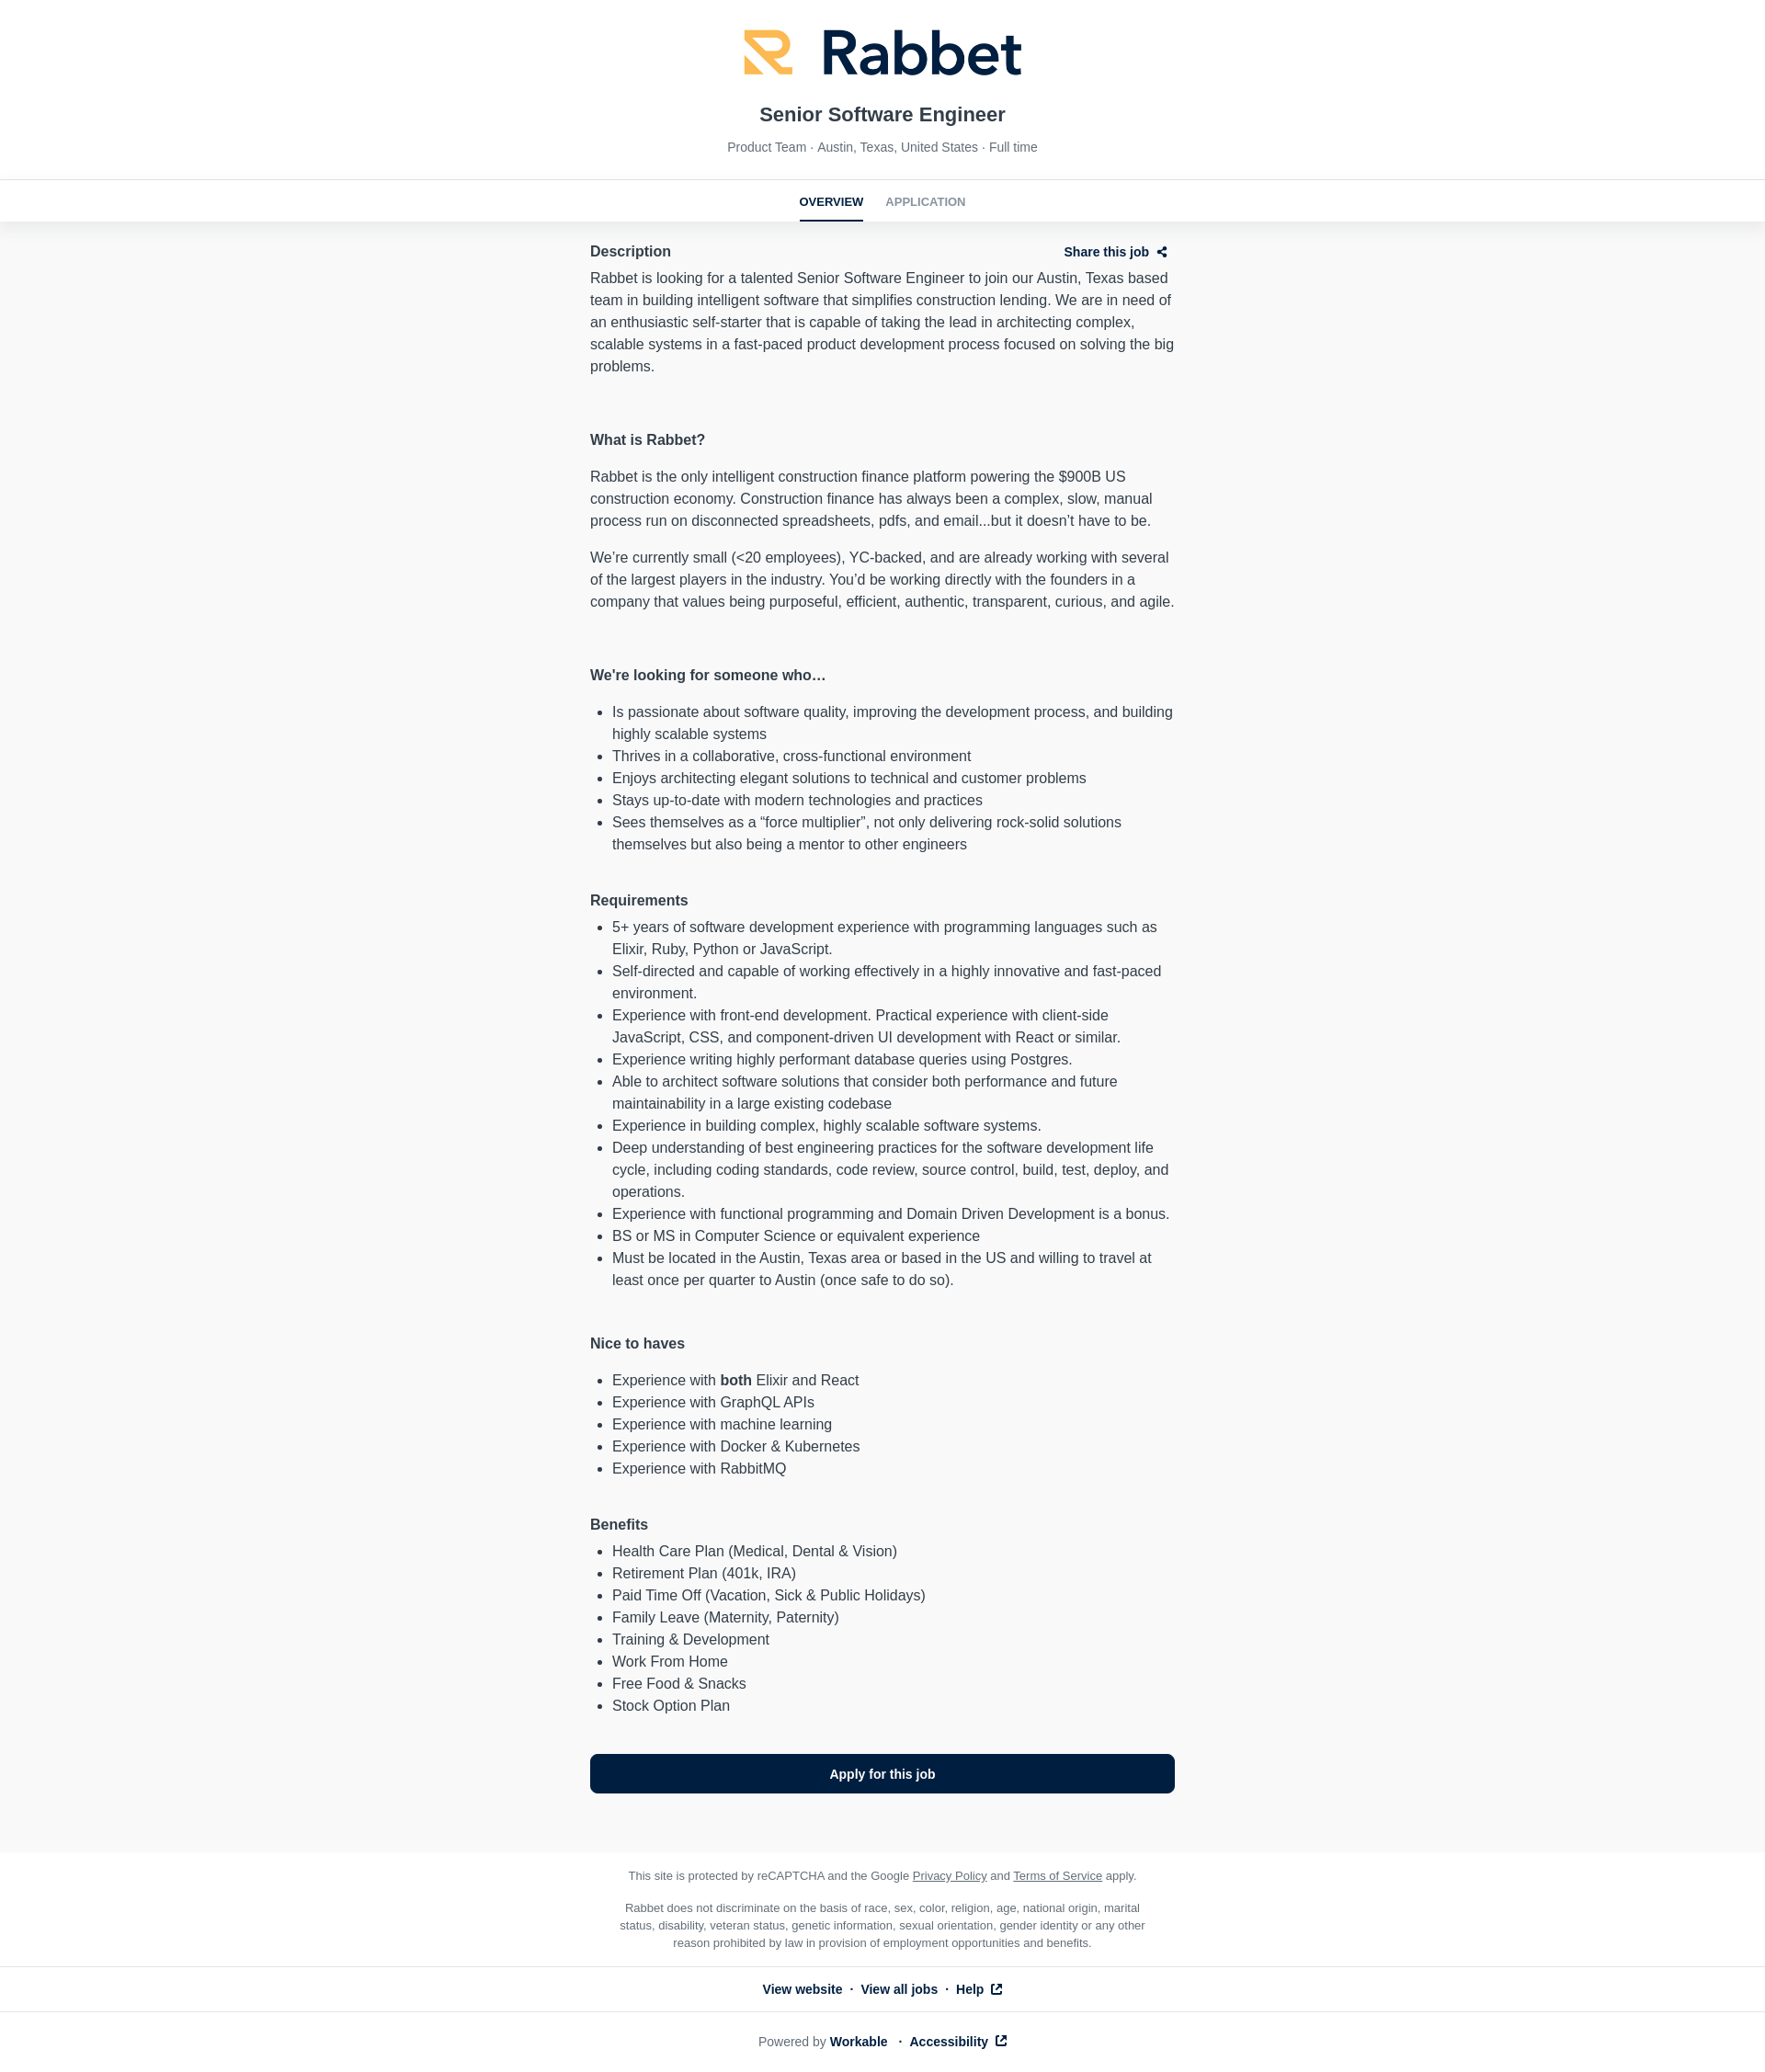 Rabbet
Senior Software Engineer
Product Team · Austin, Texas, United States · Full time
OVERVIEW APPLICATION
Description Share this job
Rabbet is looking for a talented Senior Software Engineer to join our Austin, Texas based
team in building intelligent software that simplifies construction lending. We are in need of
an enthusiastic self-starter that is capable of taking the lead in architecting complex,
scalable systems in a fast-paced product development process focused on solving the big
problems.
What is Rabbet?
Rabbet is the only intelligent construction finance platform powering the $900B US
construction economy. Construction finance has always been a complex, slow, manual
process run on disconnected spreadsheets, pdfs, and email...but it doesn’t have to be.
We’re currently small (<20 employees), YC-backed, and are already working with several
of the largest players in the industry. You’d be working directly with the founders in a
company that values being purposeful, efficient, authentic, transparent, curious, and agile.
We're looking for someone who…
• Is passionate about software quality, improving the development process, and building
highly scalable systems
• Thrives in a collaborative, cross-functional environment
• Enjoys architecting elegant solutions to technical and customer problems
• Stays up-to-date with modern technologies and practices
• Sees themselves as a “force multiplier”, not only delivering rock-solid solutions
themselves but also being a mentor to other engineers
Requirements
• 5+ years of software development experience with programming languages such as
Elixir, Ruby, Python or JavaScript.
• Self-directed and capable of working effectively in a highly innovative and fast-paced
environment.
• Experience with front-end development. Practical experience with client-side
JavaScript, CSS, and component-driven UI development with React or similar.
• Experience writing highly performant database queries using Postgres.
• Able to architect software solutions that consider both performance and future
maintainability in a large existing codebase
• Experience in building complex, highly scalable software systems.
• Deep understanding of best engineering practices for the software development life
cycle, including coding standards, code review, source control, build, test, deploy, and
operations.
• Experience with functional programming and Domain Driven Development is a bonus.
• BS or MS in Computer Science or equivalent experience
• Must be located in the Austin, Texas area or based in the US and willing to travel at
least once per quarter to Austin (once safe to do so).
Nice to haves
• Experience with both Elixir and React
• Experience with GraphQL APIs
• Experience with machine learning
• Experience with Docker & Kubernetes
• Experience with RabbitMQ
Benefits
• Health Care Plan (Medical, Dental & Vision)
• Retirement Plan (401k, IRA)
• Paid Time Off (Vacation, Sick & Public Holidays)
• Family Leave (Maternity, Paternity)
• Training & Development
• Work From Home
• Free Food & Snacks
• Stock Option Plan
Apply for this job
This site is protected by reCAPTCHA and the Google Privacy Policy and Terms of Service apply.
Rabbet does not discriminate on the basis of race, sex, color, religion, age, national origin, marital
status, disability, veteran status, genetic information, sexual orientation, gender identity or any other
reason prohibited by law in provision of employment opportunities and benefits.
View website · View all jobs · Help
Powered by Workable · Accessibility